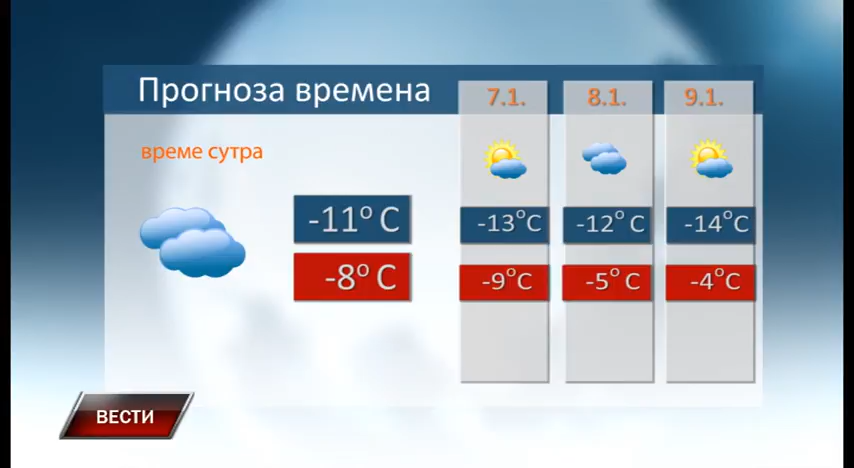 Прогноза времена
време сутра
-11°C
-8°C
7.1.
-13°C
-9°C
8.1.
-12°C
-5°C
9.1.
-14°C
-4°C
ВЕСТИ